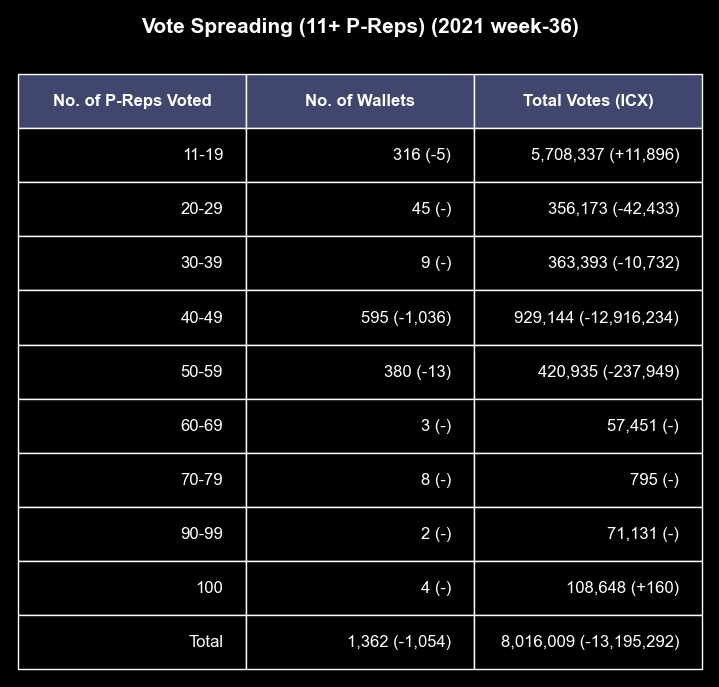 Vote Spreading (11+ P-Reps) (2021 week-36)
No. of P-Reps Voted No. of Wallets Total Votes (ICX)
11-19 316 (-5) 5,708,337 (+11,896)
20-29 45 (-) 356,173 (-42,433)
30-39 9 (-) 363,393 (-10,732)
40-49 595 (-1,036) 929,144 (-12,916,234)
50-59 380 (-13) 420,935 (-237,949)
60-69 3 (-) 57,451 (-)
70-79 8 (-) 795 (-)
90-99 2 (-) 71,131 (-)
100 4 (-) 108,648 (+160)
Total 1,362 (-1,054) 8,016,009 (-13,195,292)